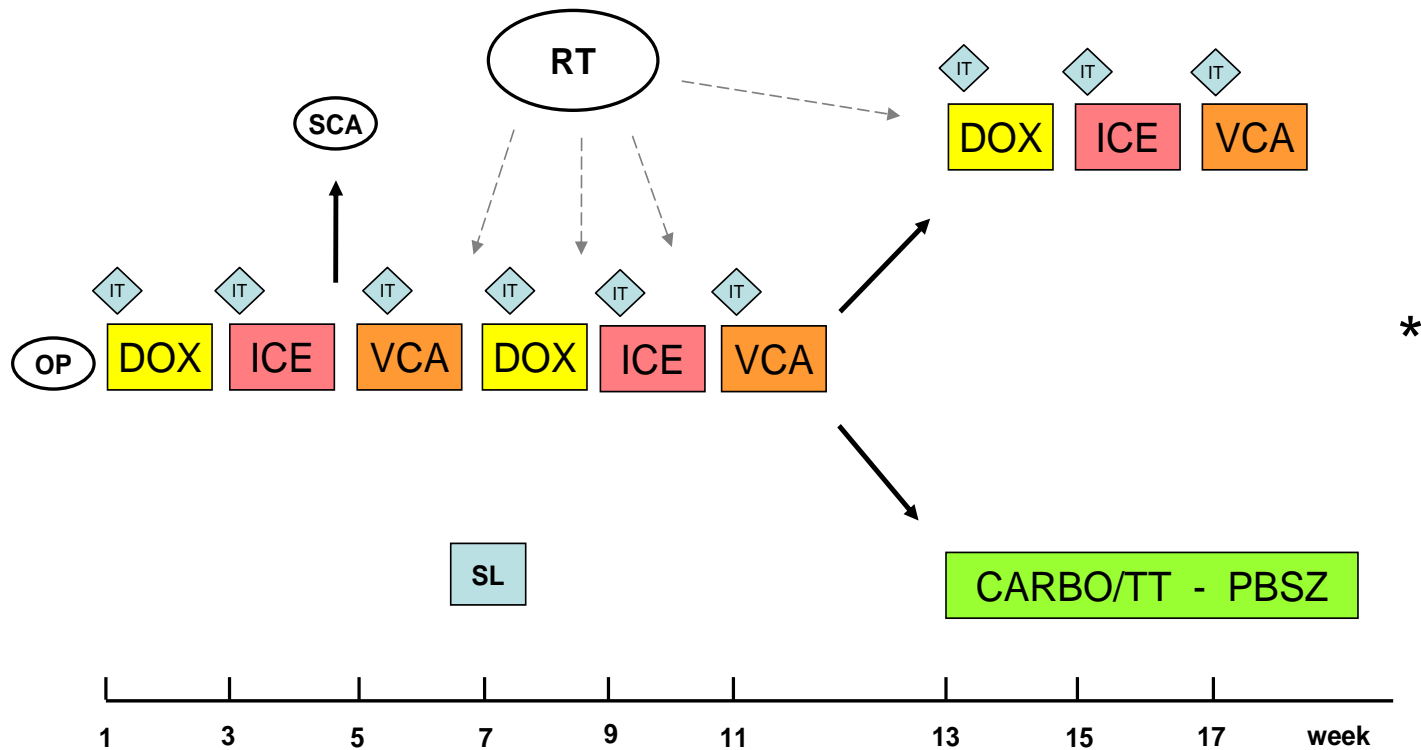 RT
IT IT IT
SCA
DOX ICE VCA
IT IT IT IT IT IT
*
OP DOX ICE VCA DOX ICE VCA
SL
CARBO/TT - PBSZ
1 3 5 7 9 11 13 15 17 week